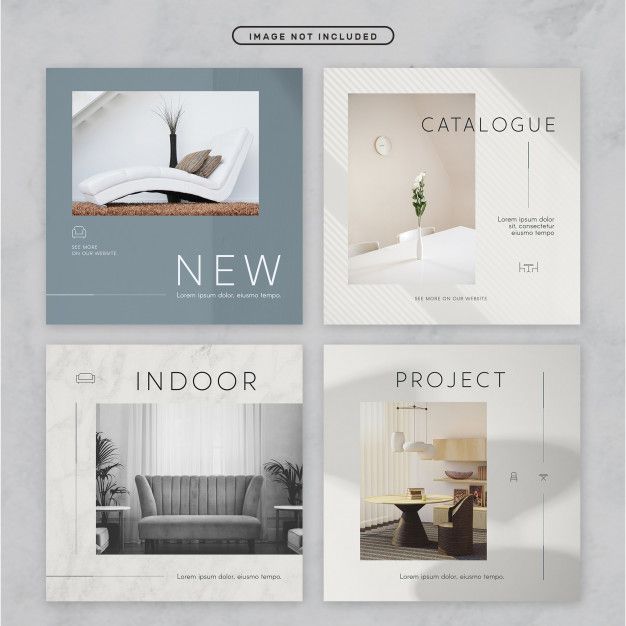 IMAGE NOT INCLUDED
SEE MORE
ON OUR WEBSITE.
NEW
Lorem ipsum dolor, eiusmo tempo.
CATALOGUE
Lorem ipsum dolor
sit, consectetur
eiusmo tempo
SEE MORE ON OUR WEBSITE
INDOOR
Lorem ipsum dolor, eiusmo tempo.
PROJECT
Lorem ipsum dolor, eiusmo tempo.